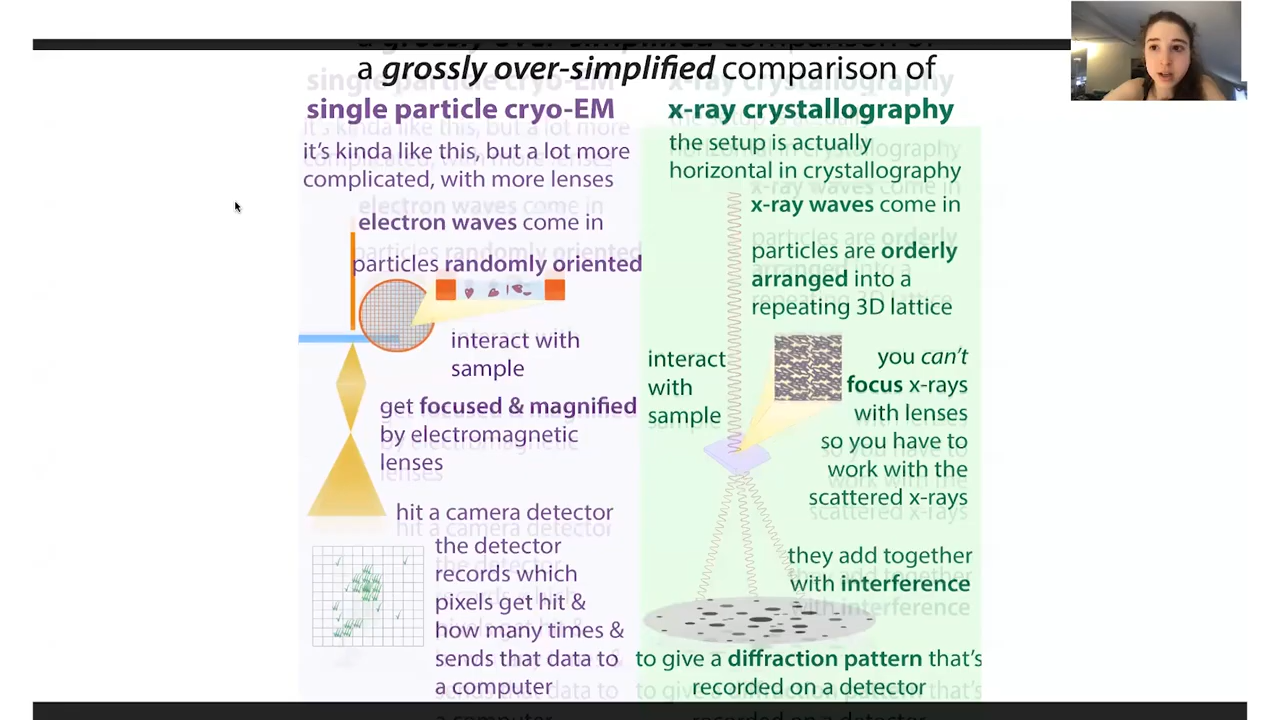 a grossly over-simplified comparison of
single particle cryo-EM
it's kinda like this, but a lot more
complicated, with more lenses
electron waves come in
particles randomly oriented
interact with
sample
get focused & magnified
by electromagnetic
lenses
hit a camera detector
the detector
records which
pixels get hit &
how many times &
sends that data to
a computer
x-ray crystallography
the setup is actually
horizontal in crystallography
x-ray waves come in
particles are orderly
arranged into a
repeating 3D lattice
interact
with
sample
you can't
focus x-rays
with lenses
so you have to
work with the
scattered x-rays
they add together
with interference
to give a diffraction pattern that's
recorded on a detector